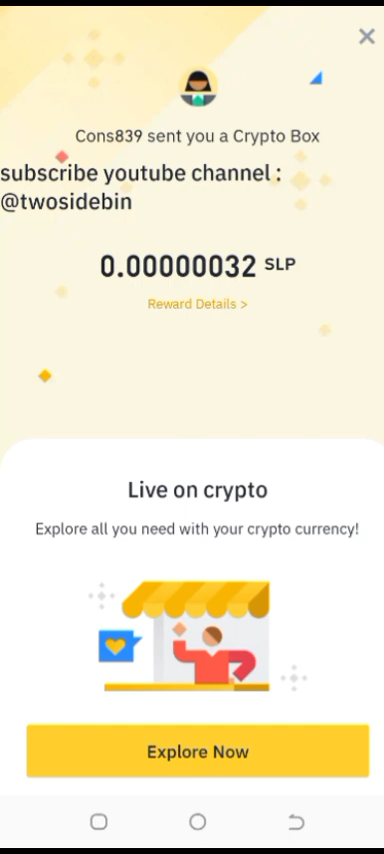 Cons839 sent you a Crypto Box
subscribe youtube channel :
@twosidebin
0.00000032 SLP
Reward Details >
Live on crypto
Explore all you need with your crypto currency!
Explore Now